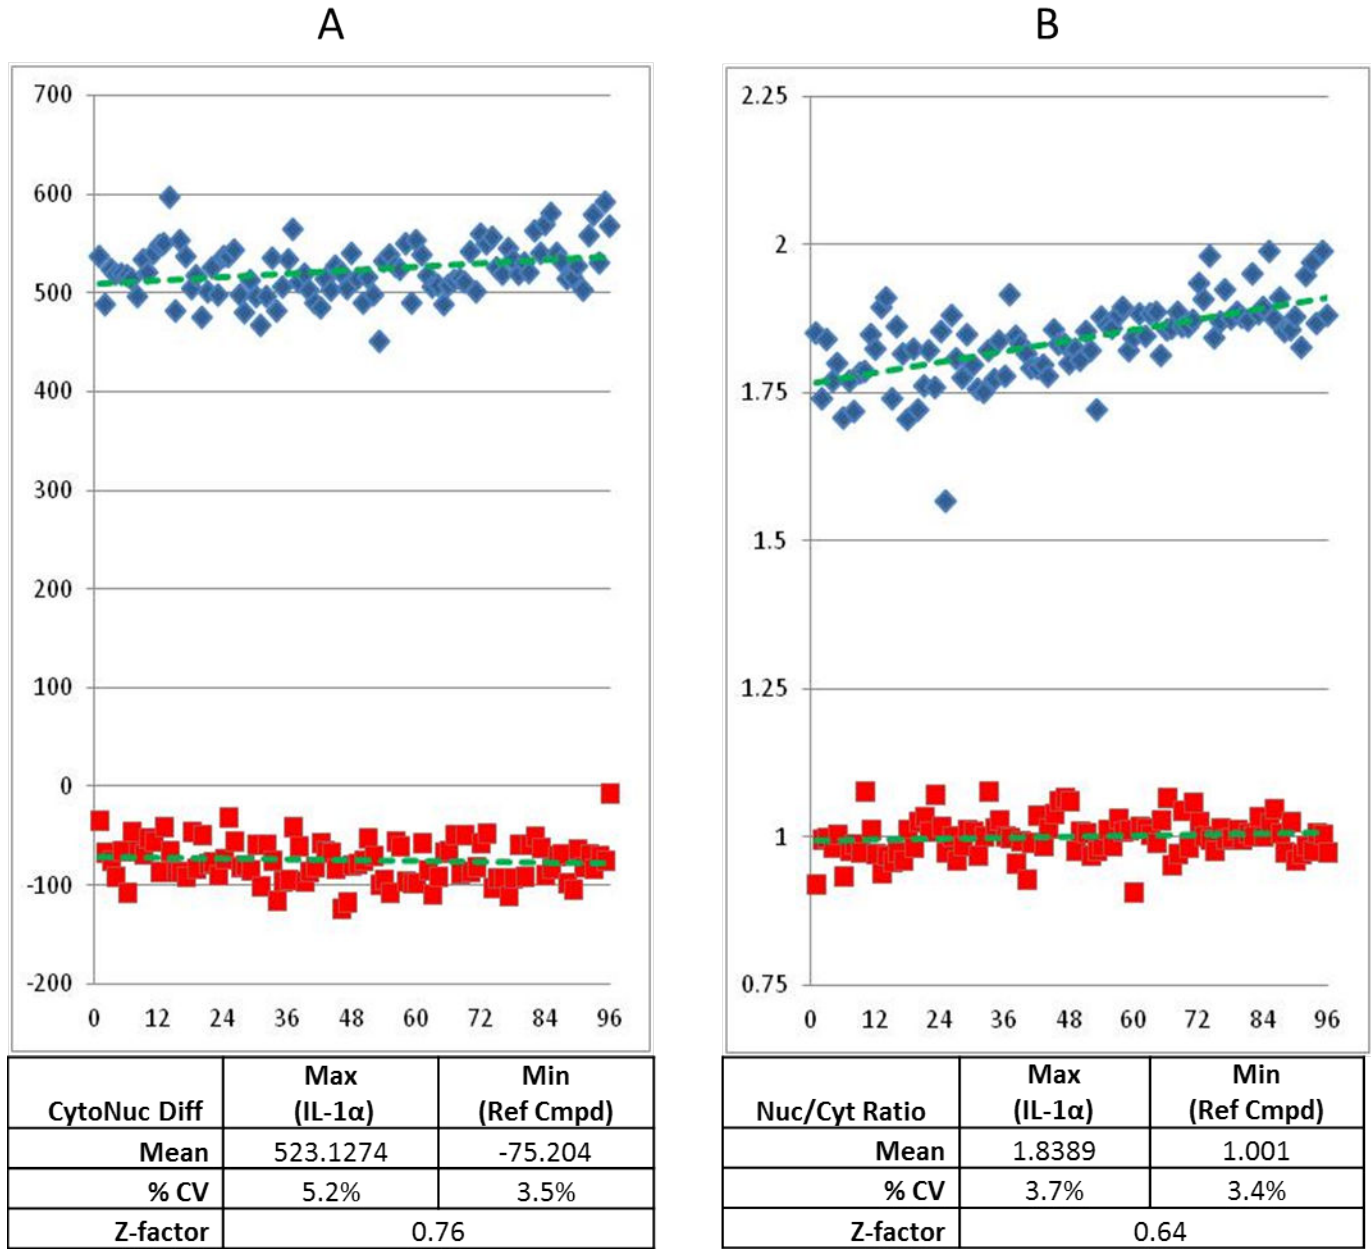 A
B
700
600
500
400
300
200
100
0
-100
-200
0 12 24 36 48 60 72 84 96
2.25
2
1.75
1.5
1.25
1
0.75
0 12 24 36 48 60 72 84 96
CytoNuc Diff Max (IL-1α) Min (Ref Cmpd)
Mean 523.1274 -75.204
% CV 5.2% 3.5%
Z-factor 0.76
Nuc/Cyt Ratio Max (IL-1α) Min (Ref Cmpd)
Mean 1.8389 1.001
% CV 3.7% 3.4%
Z-factor 0.64